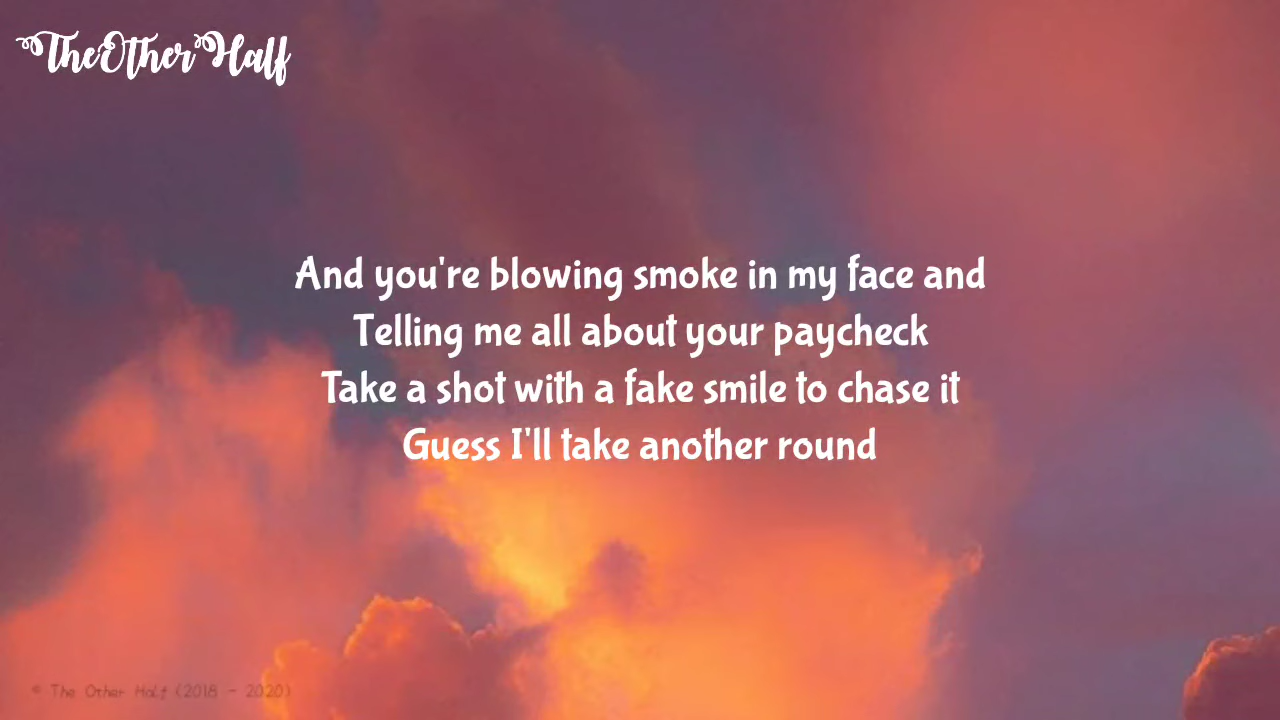 TheOtherHalf
And you're blowing smoke in my face and
Telling me all about your paycheck
Take a shot with a fake smile to chase it
Guess I'll take another round
© The Other Half (2018 - 2020)